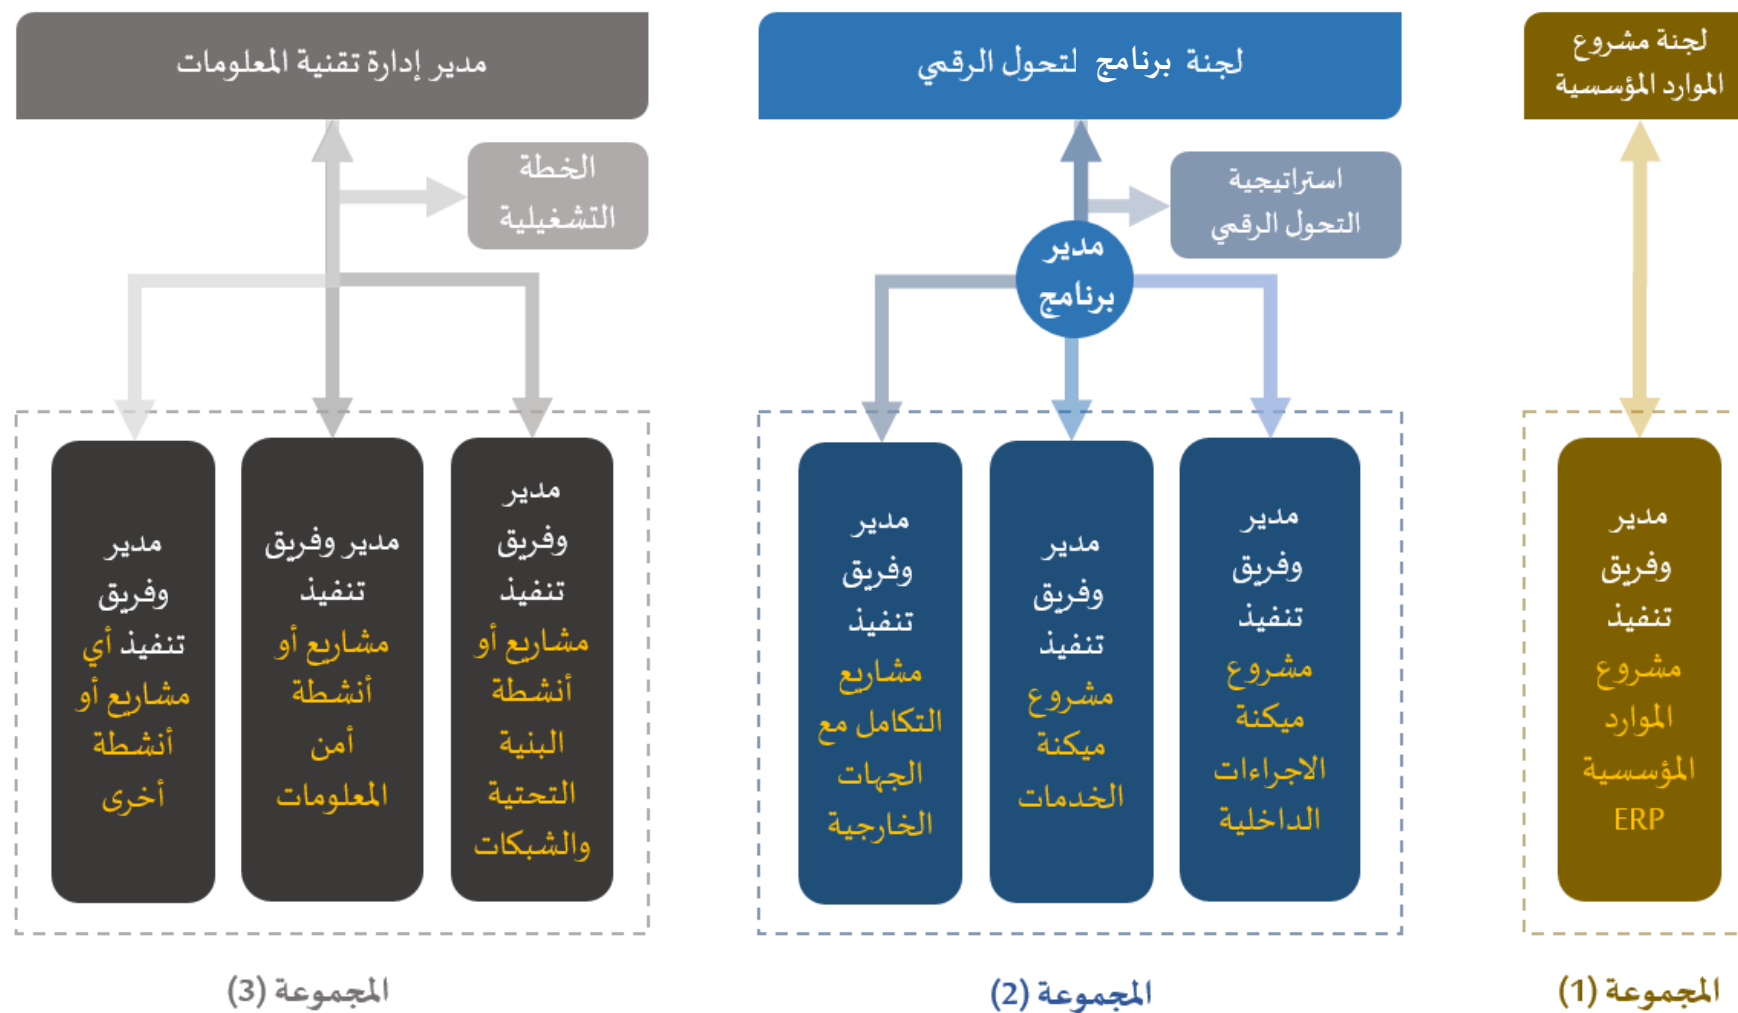 لجنة مشروع
الموارد المؤسسية
مدير
وفريق
تنفيذ
مشروع
الموارد
المؤسسية
ERP
المجموعة (1)
لجنة برنامج لتحول الرقمي
استراتيجية
التحول الرقمي
مدير
برنامج
مدير
وفريق
تنفيذ
مشروع
ميكنة
الاجراءات
الداخلية
مدير
وفريق
تنفيذ
مشروع
ميكنة
الخدمات
مدير
وفريق
تنفيذ
مشاريع
التكامل مع
الجهات
الخارجية
المجموعة (2)
مدير إدارة تقنية المعلومات
الخطة
التشغيلية
مدير
وفريق
تنفيذ
مشاريع أو
أنشطة
البنية
التحتية
والشبكات
مدير وفريق
تنفيذ
مشاريع أو
أنشطة
أمن
المعلومات
مدير
وفريق
تنفيذ أي
مشاريع أو
أنشطة
أخرى
المجموعة (3)